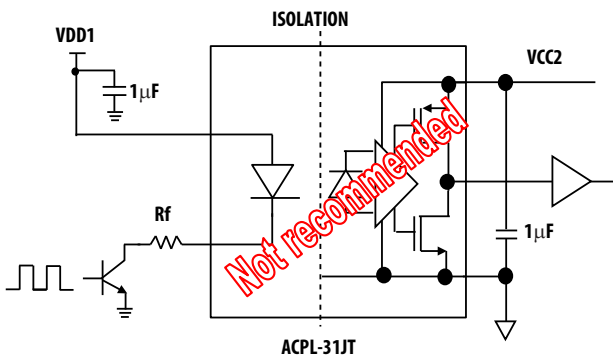 ISOLATION
VDD1
VCC2
1µF
Not recommended
Rf
1µF
ACPL-31JT